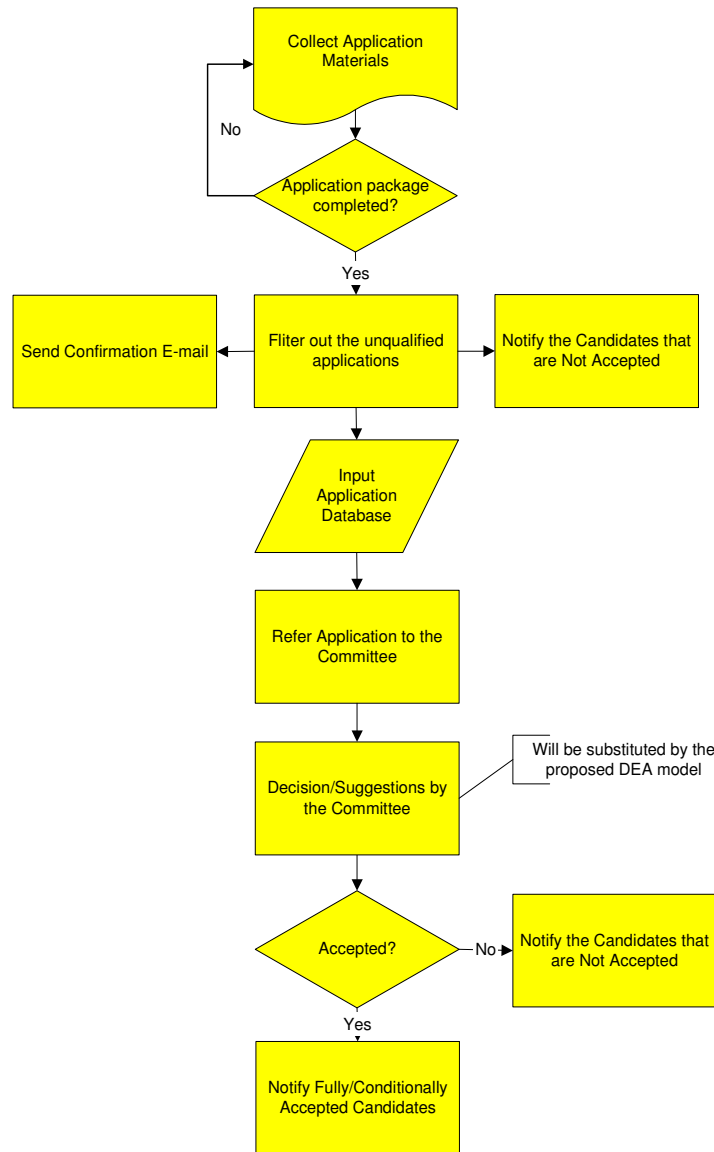 Collect Application
Materials
No
Application package
completed?
Yes
Send Confirmation E-mail
Fliter out the unqualified
applications
Notify the Candidates that
are Not Accepted
Input
Application
Database
Refer Application to the
Committee
Decision/Suggestions by
the Committee
Will be substituted by the
proposed DEA model
Accepted?
No
Notify the Candidates that
are Not Accepted
Yes
Notify Fully/Conditionally
Accepted Candidates